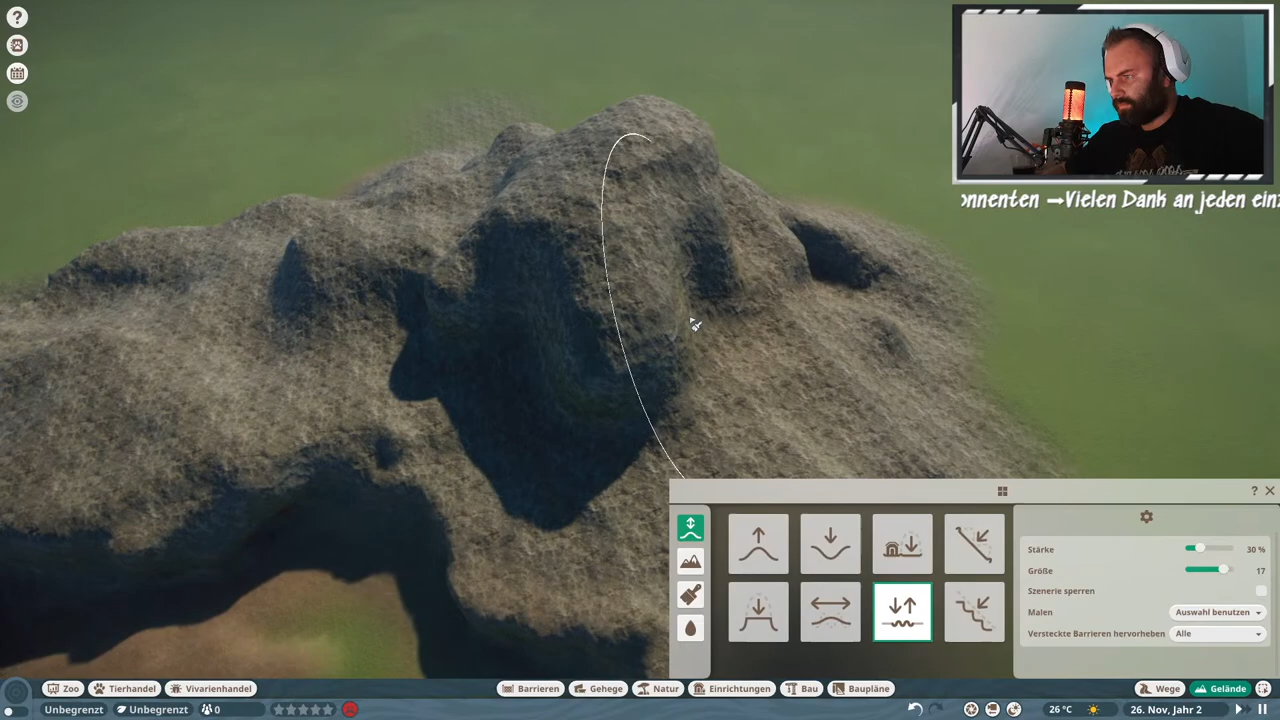 onnenten →Vielen Dank an jeden ein
?
?
Stärke 30 %
Größe 17
Szenerie sperren
Malen Auswahl benutzen
Versteckte Barrieren hervorheben Alle
Zoo Tierhandel Vivarienhandel Barrieren Gehege Natur Einrichtungen Bau Baupläne Wege Gelände
Unbegrenzt Unbegrenzt 0 26 °C 26. Nov, Jahr 2